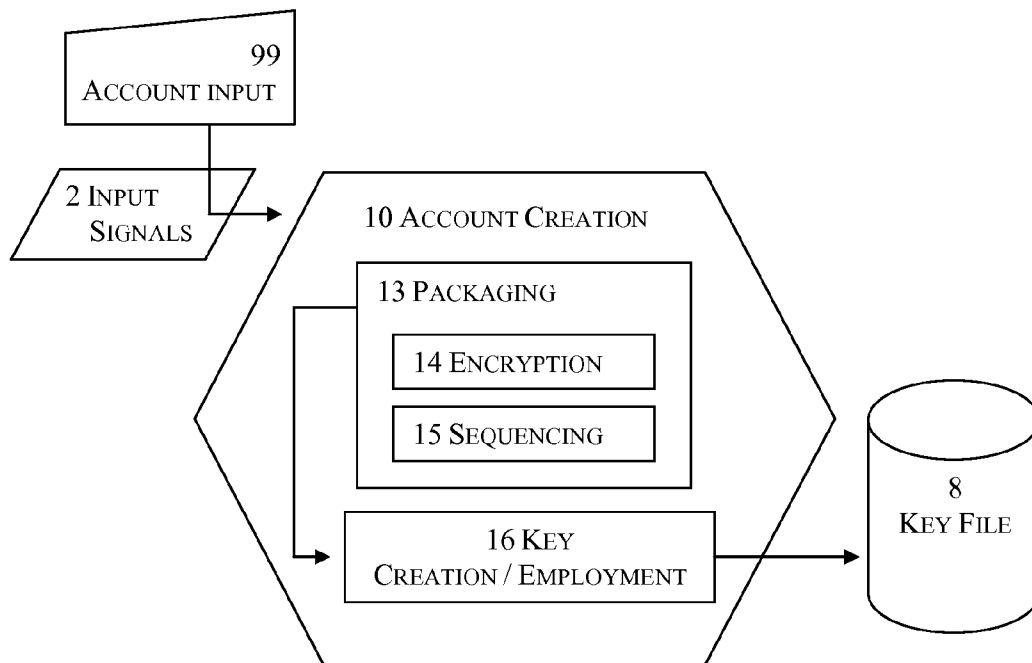 99
ACCOUNT INPUT
2 INPUT
SIGNALS
10 ACCOUNT CREATION
13 PACKAGING
14 ENCRYPTION
15 SEQUENCING
16 KEY
CREATION / EMPLOYMENT
8
KEY FILE